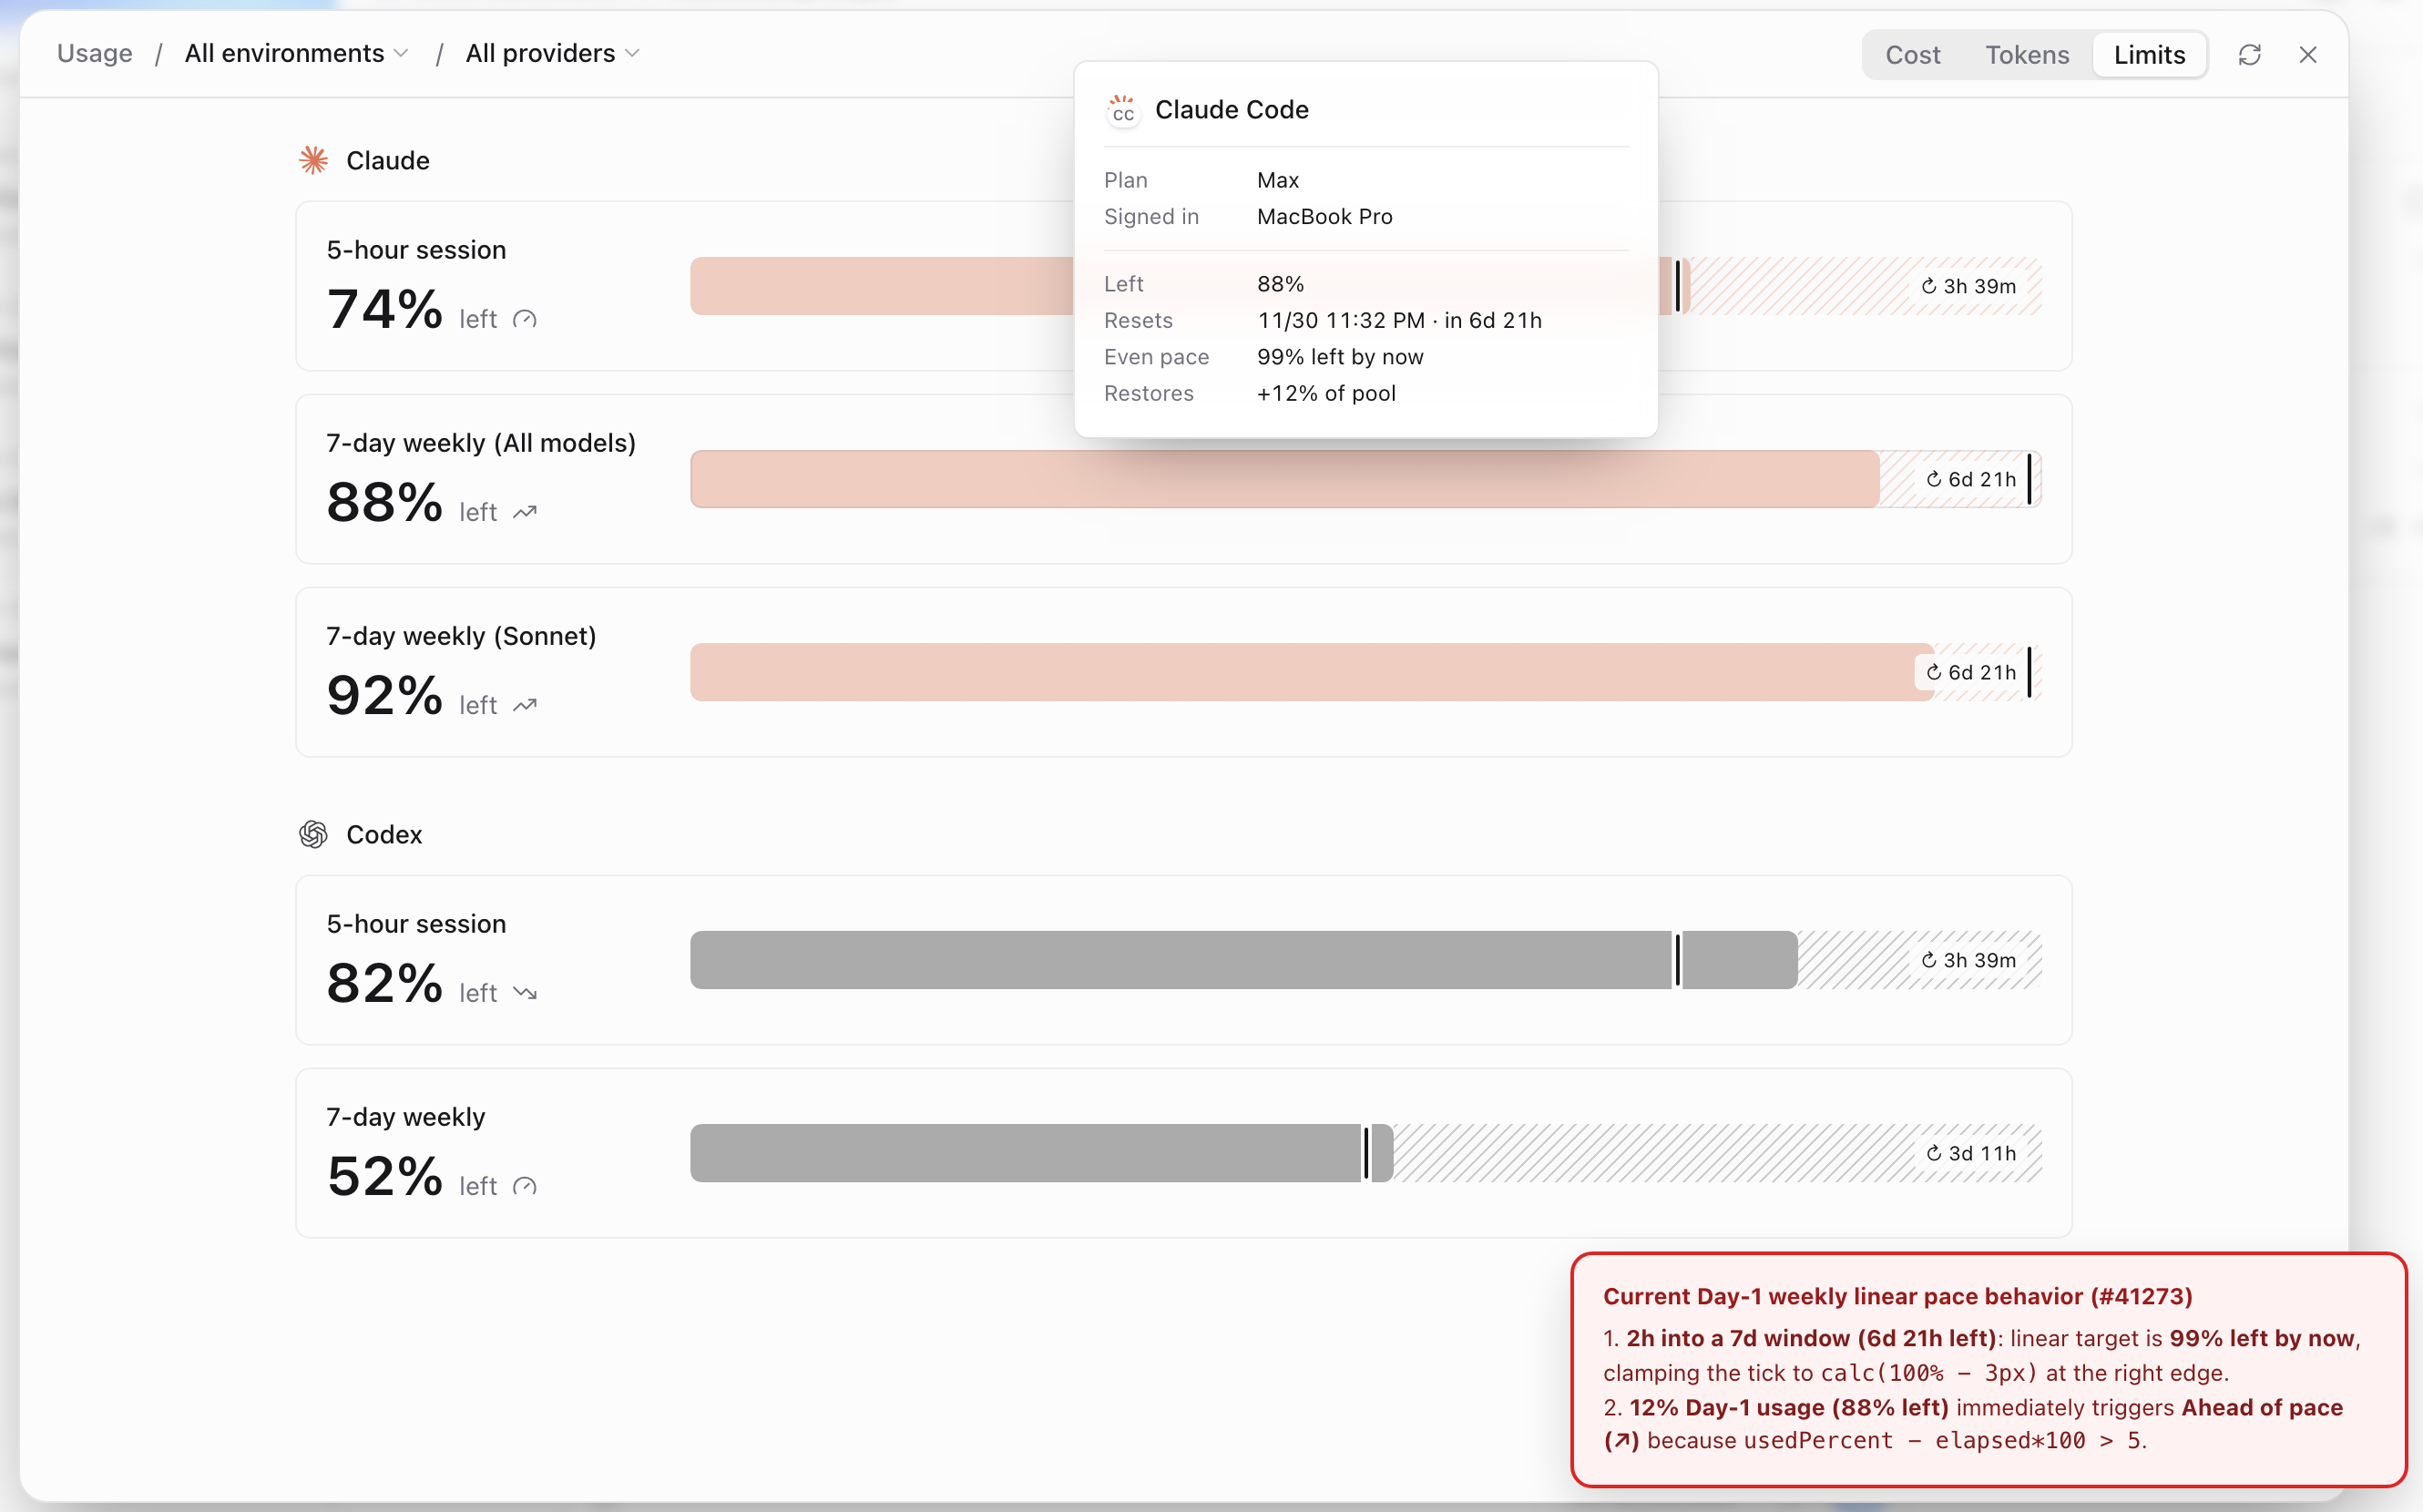 Usage / All environments / All providers
Cost Tokens Limits
CC Claude Code
Plan Max
Signed in MacBook Pro
Left 88%
Resets 11/30 11:32 PM · in 6d 21h
Even pace 99% left by now
Restores +12% of pool
Claude
5-hour session
74% left
3h 39m
7-day weekly (All models)
88% left
6d 21h
7-day weekly (Sonnet)
92% left
6d 21h
Codex
5-hour session
82% left
3h 39m
7-day weekly
52% left
3d 11h
Current Day-1 weekly linear pace behavior (#41273)
1. 2h into a 7d window (6d 21h left): linear target is 99% left by now,
clamping the tick to calc(100% − 3px) at the right edge.
2. 12% Day-1 usage (88% left) immediately triggers Ahead of pace
(↗) because usedPercent − elapsed*100 > 5.